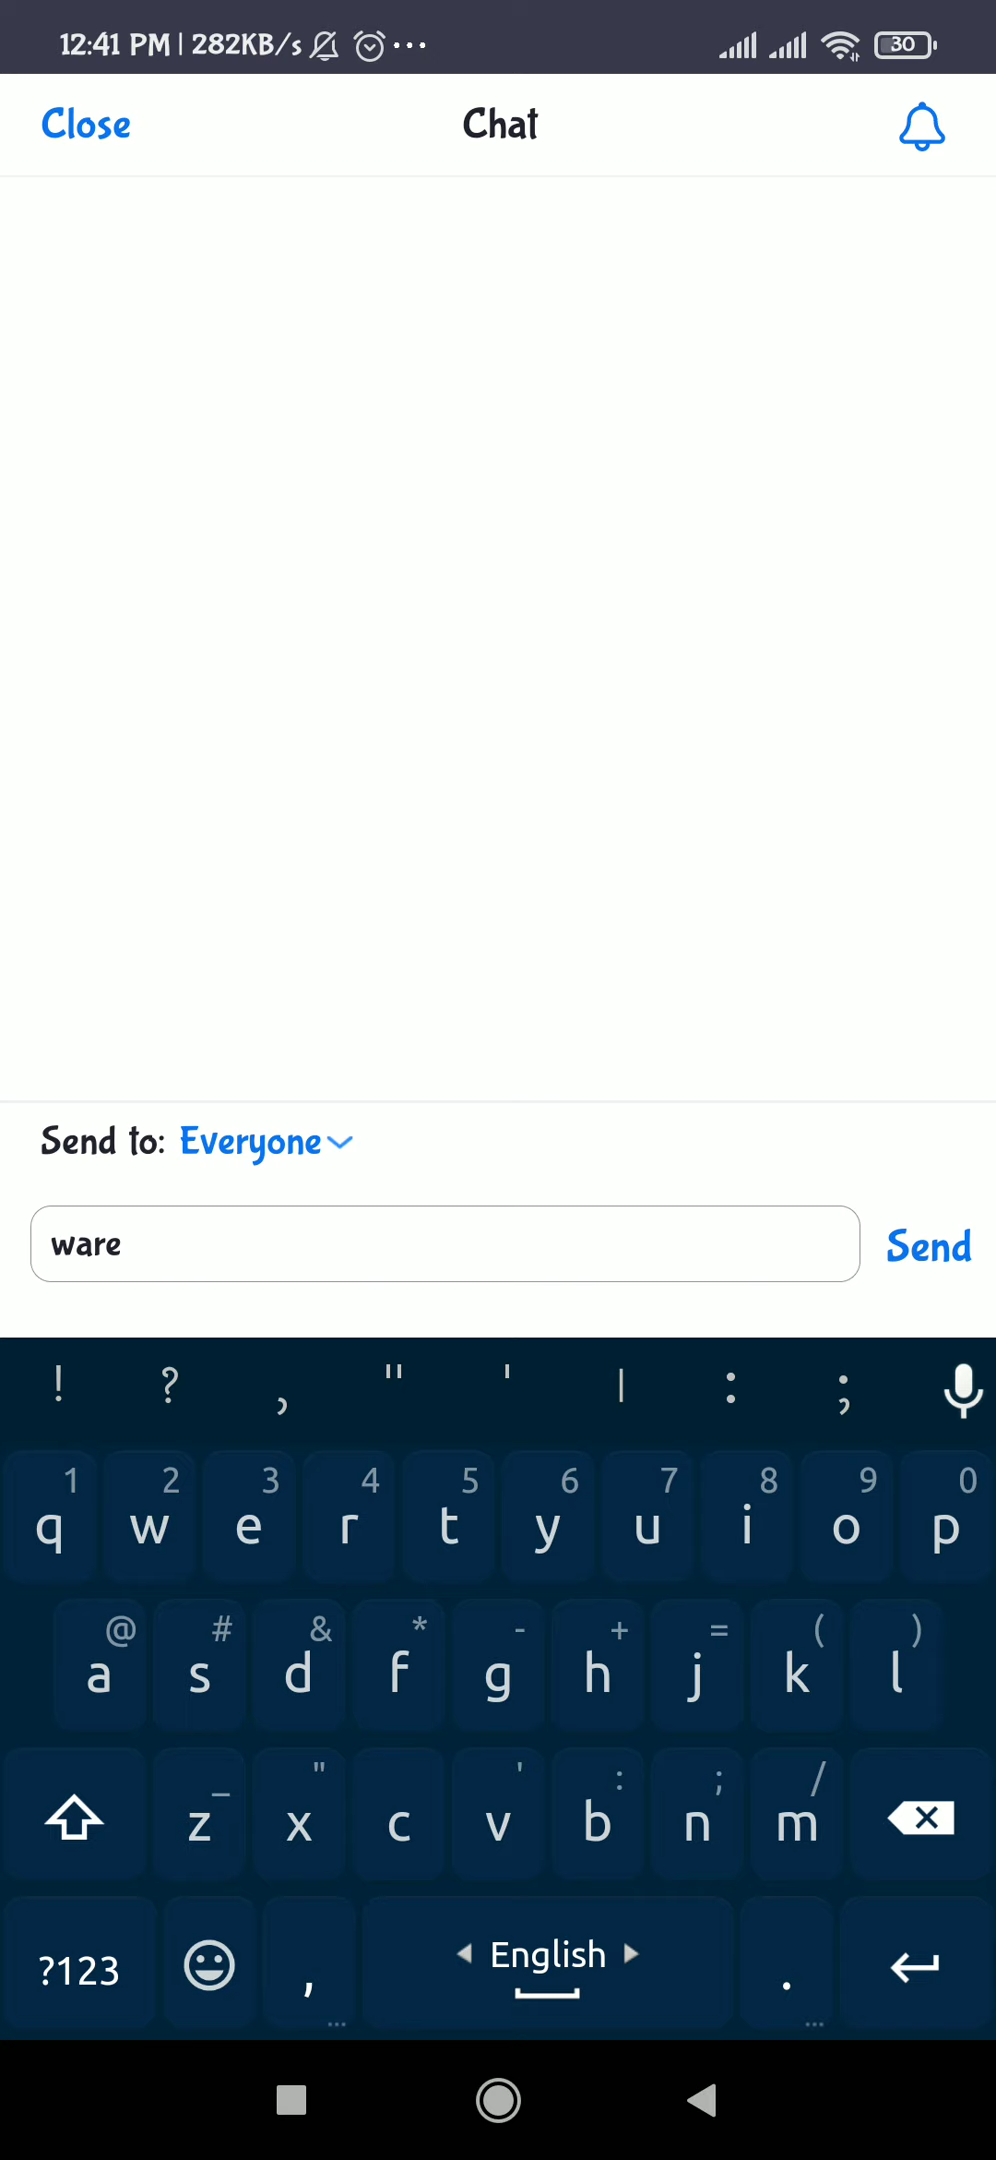 12:41 PM | 282KB/s ... 30
Close Chat
Send to: Everyone
ware Send
! ? , " ' | : ;
1 2 3 4 5 6 7 8 9 0
q w e r t y u i o p
@ # & * - + = ( )
a s d f g h j k l
_ " ' : ; /
z x c v b n m
?123 , English .
... ...